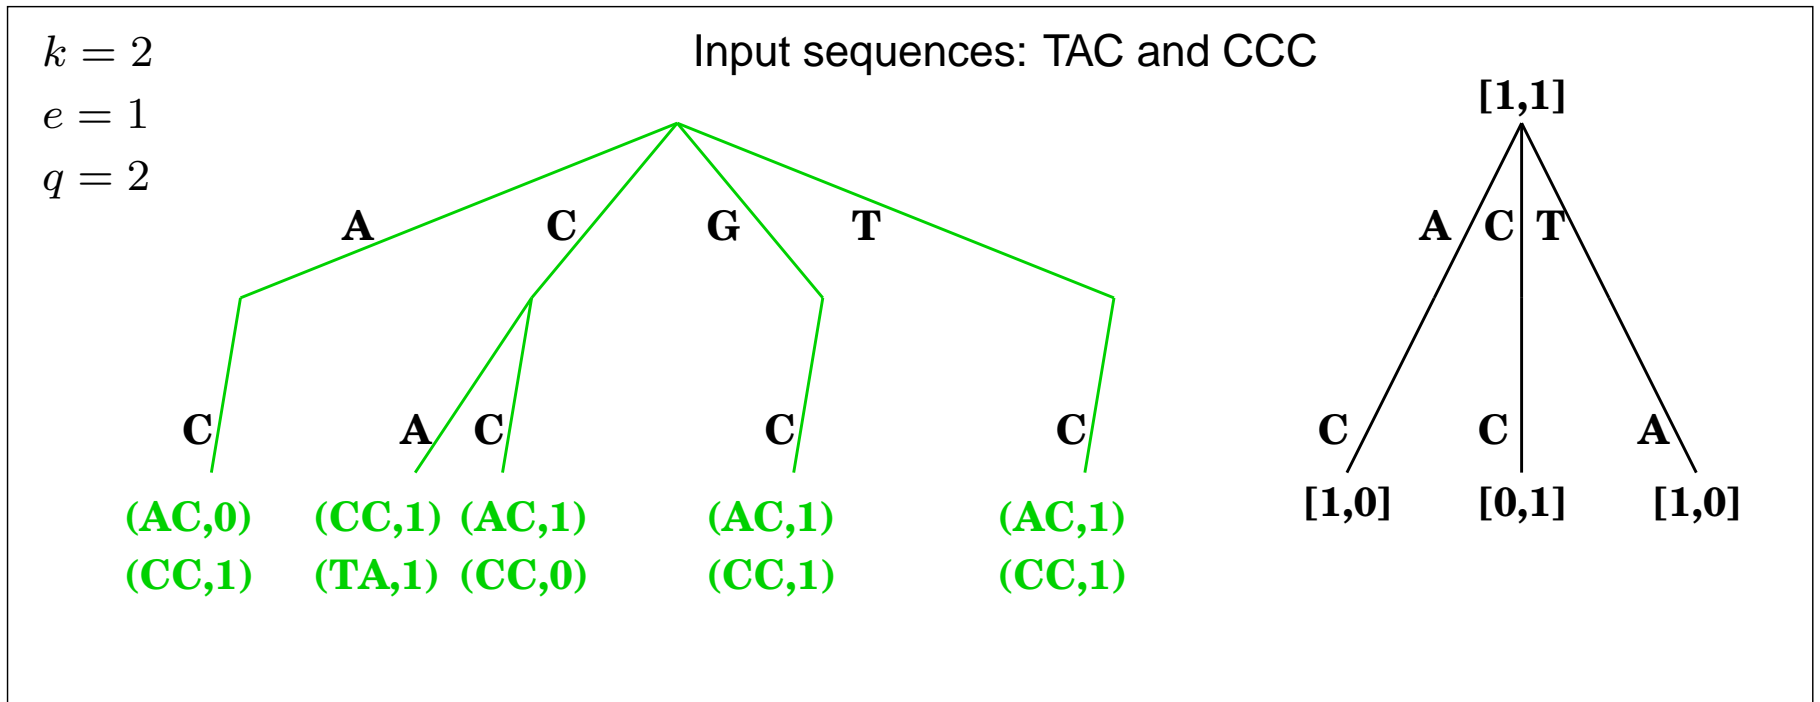 k = 2
Input sequences: TAC and CCC
e = 1
q = 2
[1,1]
A C G T
A C T
C A C C C
C C A
(AC,0) (CC,1) (AC,1) (AC,1) (AC,1)
(CC,1) (TA,1) (CC,0) (CC,1) (CC,1)
[1,0] [0,1] [1,0]